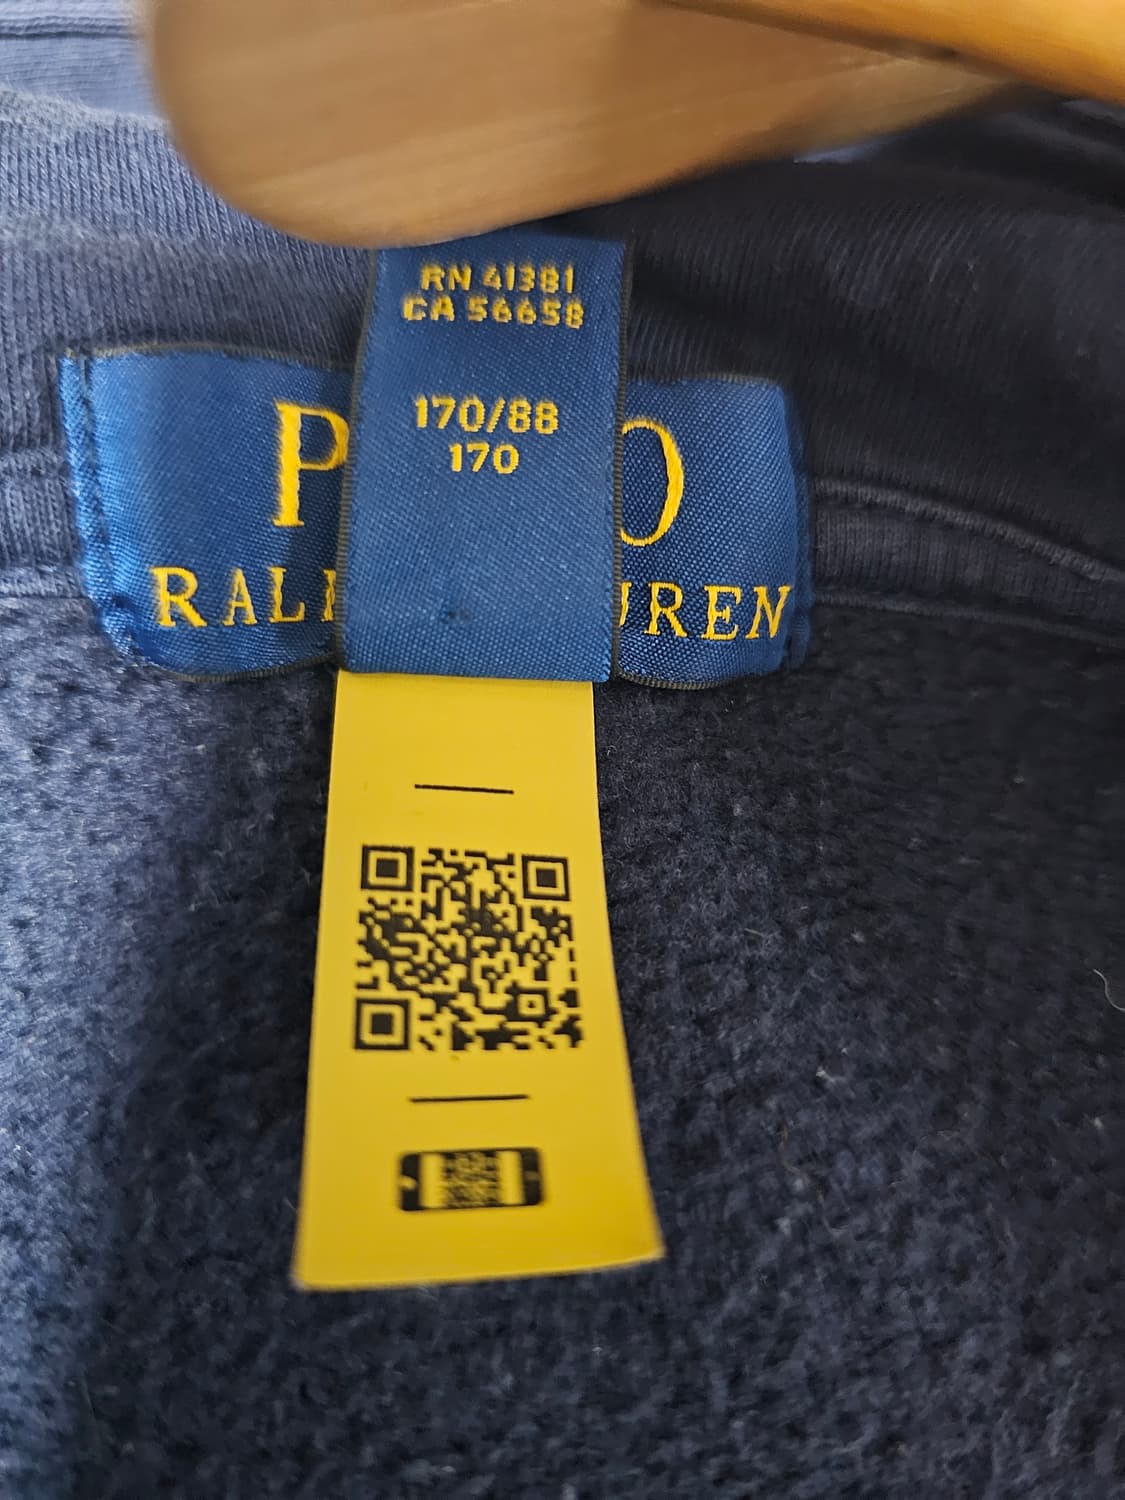 RN 41381
CA 56658
170/88
170
P O
RAL UREN